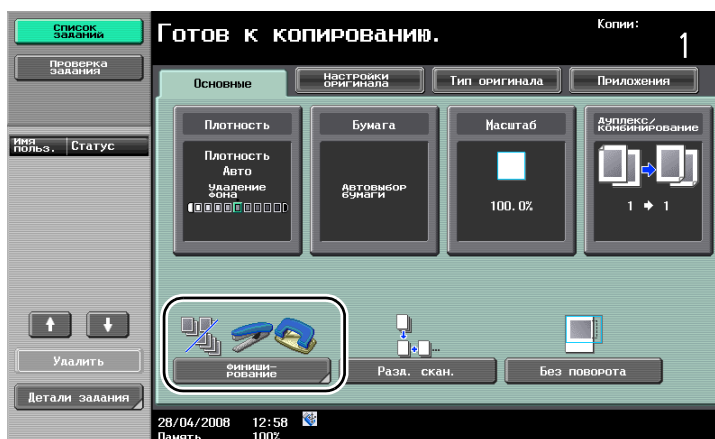 Список
заданий
Готов к копированию.
Копии:
1
Проверка
задания
Основные
Настройки
оригинала
Тип оригинала
Приложения
Имя
польз.
Статус
Плотность
Плотность
Авто
Удаление
фона
Бумага
Автовыбор
бумаги
Масштаб
100.0%
Дуплекс/
комбинирование
1 → 1
Удалить
Детали задания
Финиши-
рование
Разд. скан.
Без поворота
28/04/2008 12:58
Память 100%